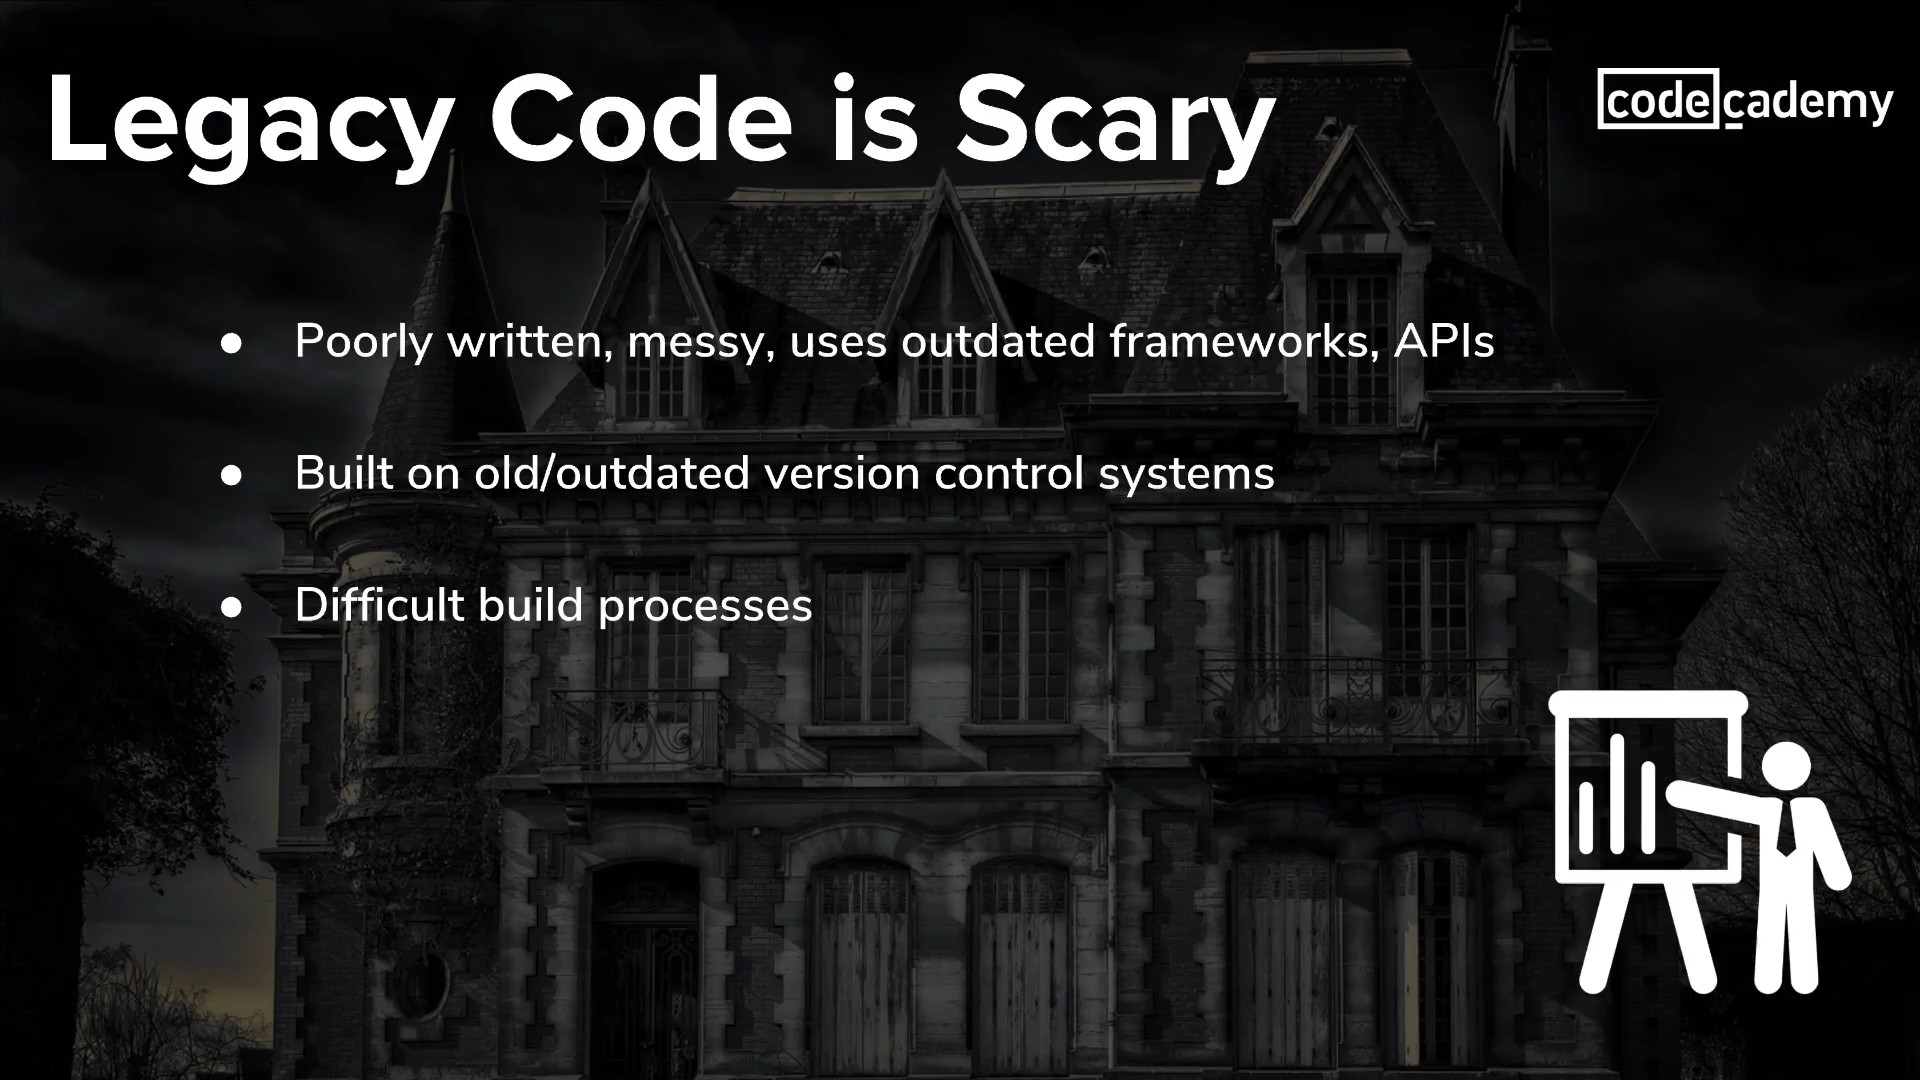 Legacy Code is Scary
codecademy
● Poorly written, messy, uses outdated frameworks, APIs
● Built on old/outdated version control systems
● Difficult build processes